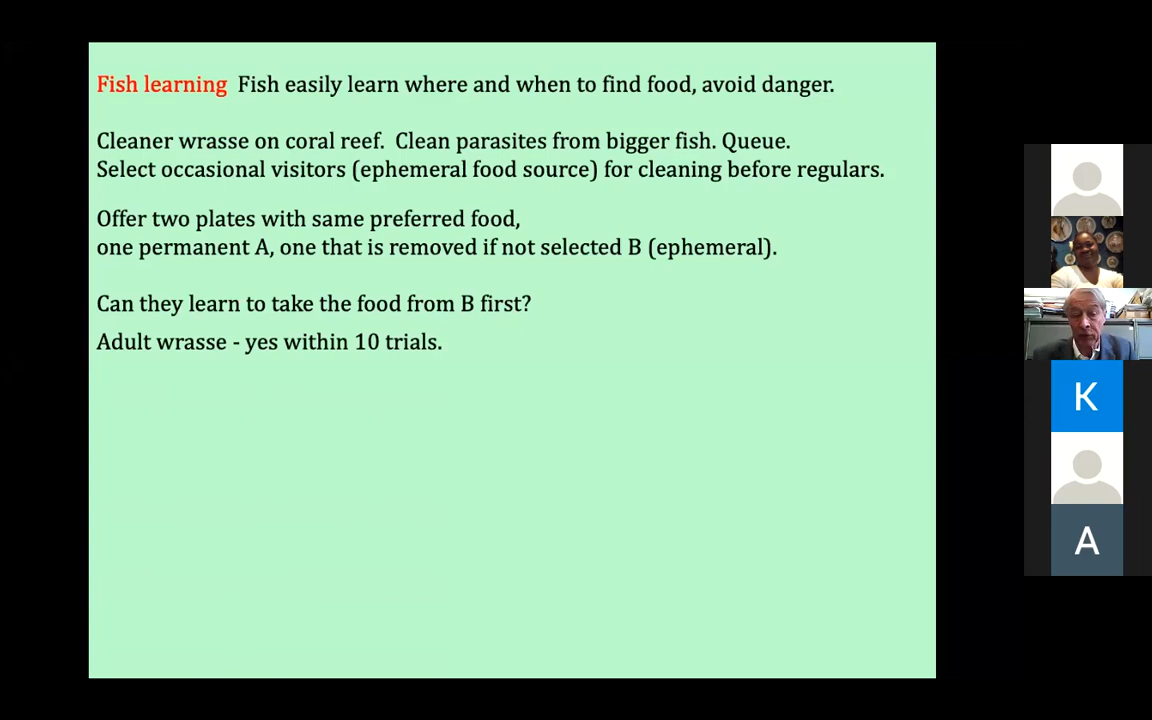 Fish learning Fish easily learn where and when to find food, avoid danger.
Cleaner wrasse on coral reef. Clean parasites from bigger fish. Queue.
Select occasional visitors (ephemeral food source) for cleaning before regulars.
Offer two plates with same preferred food,
one permanent A, one that is removed if not selected B (ephemeral).
Can they learn to take the food from B first?
Adult wrasse - yes within 10 trials.
K
A